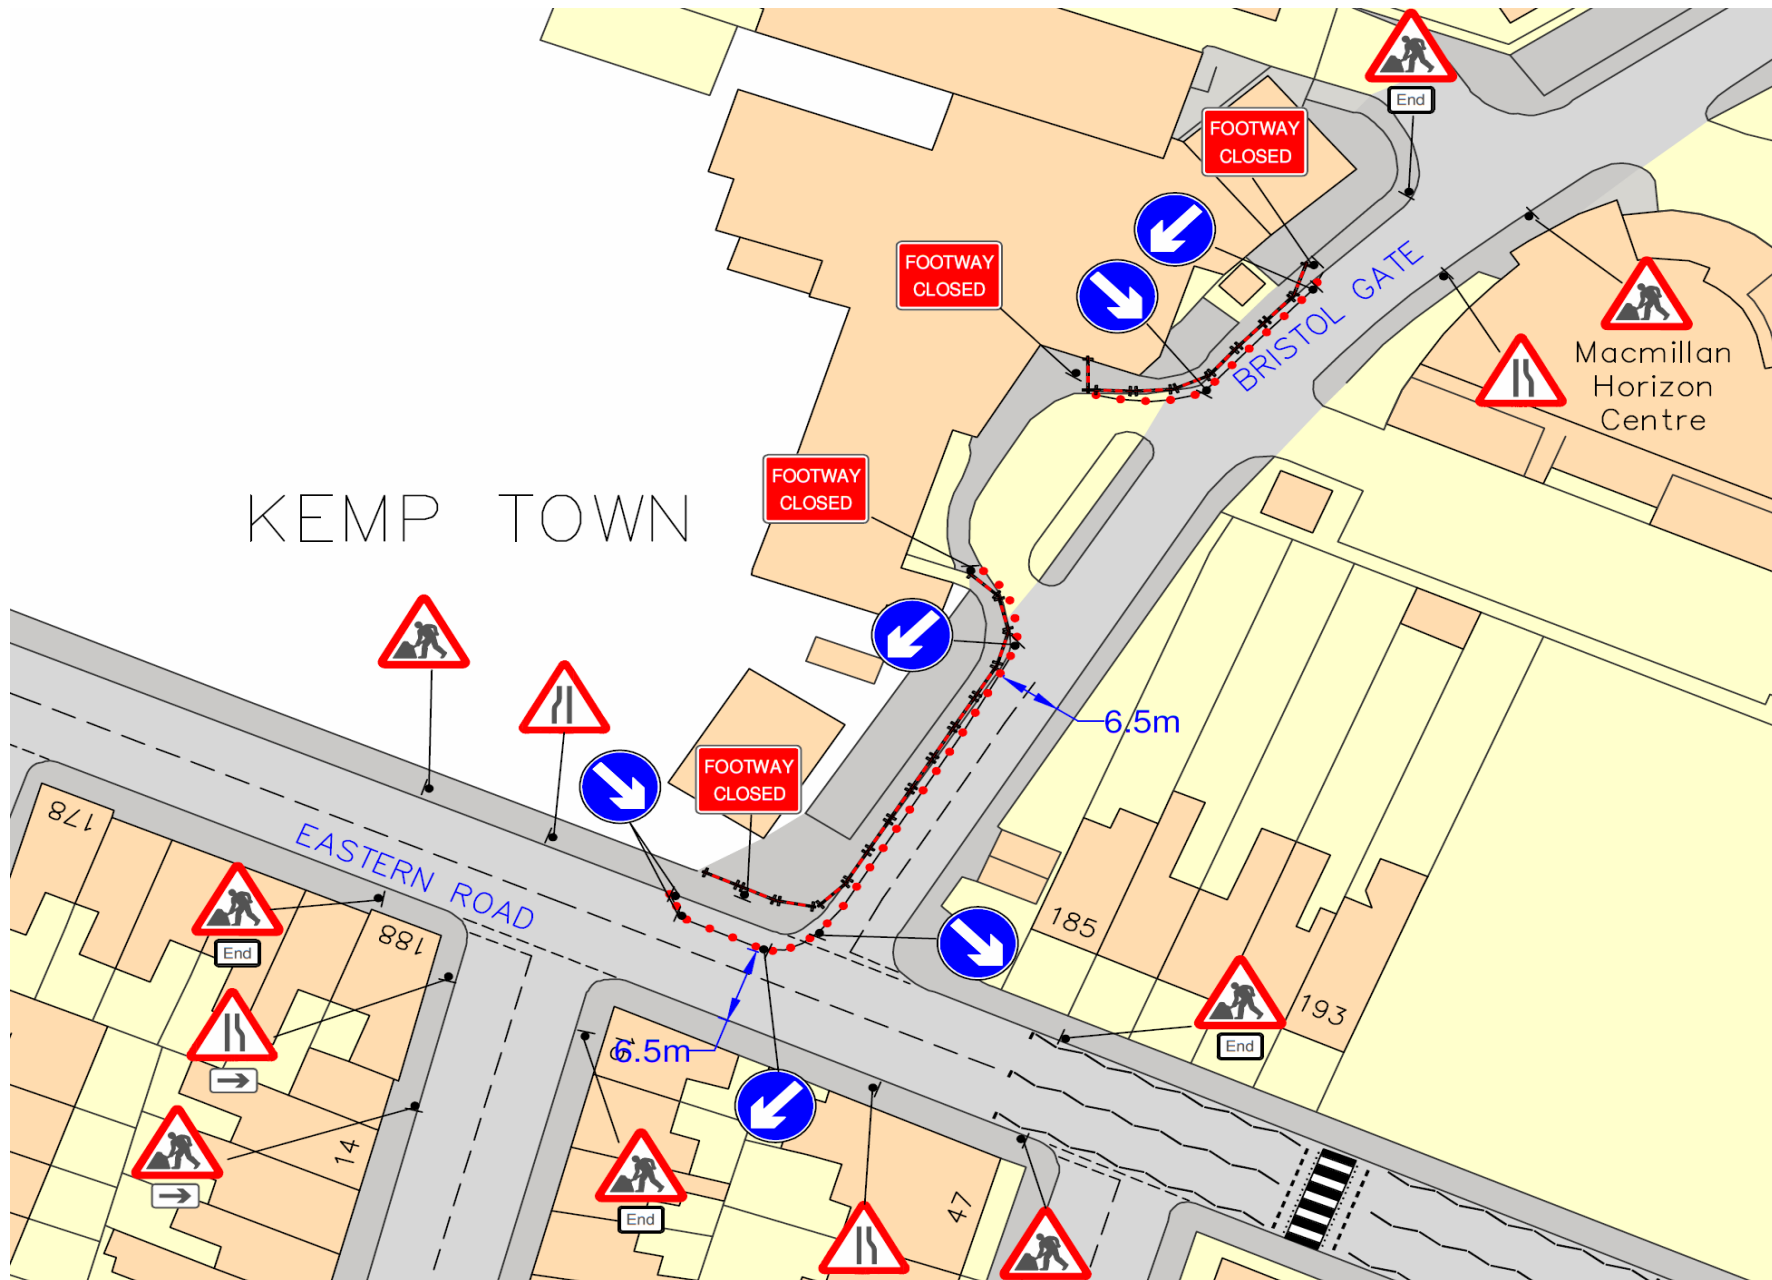 End
FOOTWAY
CLOSED
FOOTWAY
CLOSED
BRISTOL GATE
Macmillan
Horizon
Centre
FOOTWAY
CLOSED
KEMP TOWN
6.5m
FOOTWAY
CLOSED
178
EASTERN ROAD
188
End
185
193
End
6.5m
14
End
47